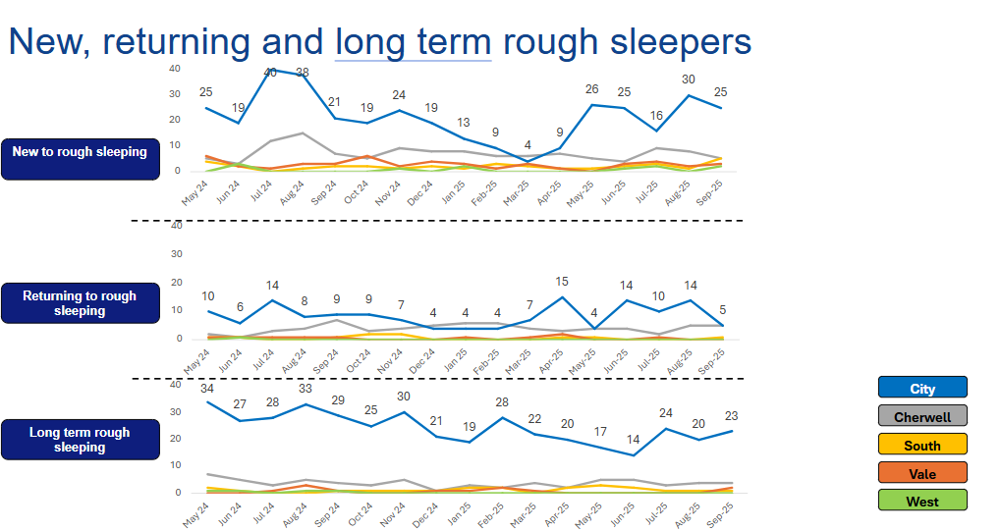 New, returning and long term rough sleepers
40
30
20
10
0
25
19
40
38
21
19
24
19
13
9
4
9
26
25
16
30
25
May 24
Jun 24
Jul 24
Aug 24
Sep 24
Oct 24
Nov 24
Dec 24
Jan 25
Feb-25
Mar-25
Apr-25
May-25
Jun-25
Jul-25
Aug-25
Sep-25
New to rough sleeping
40
30
20
10
0
10
6
14
8
9
9
7
4
4
4
7
15
4
14
10
14
5
May 24
Jun 24
Jul 24
Aug 24
Sep 24
Oct 24
Nov 24
Dec 24
Jan 25
Feb-25
Mar-25
Apr-25
May-25
Jun-25
Jul-25
Aug-25
Sep-25
Returning to rough
sleeping
40
30
20
10
0
34
27
28
33
29
25
30
21
19
28
22
20
17
14
24
20
23
May 24
Jun 24
Jul 24
Aug 24
Sep 24
Oct 24
Nov 24
Dec 24
Jan 25
Feb-25
Mar-25
Apr-25
May-25
Jun-25
Jul-25
Aug-25
Sep-25
Long term rough
sleeping
City
Cherwell
South
Vale
West